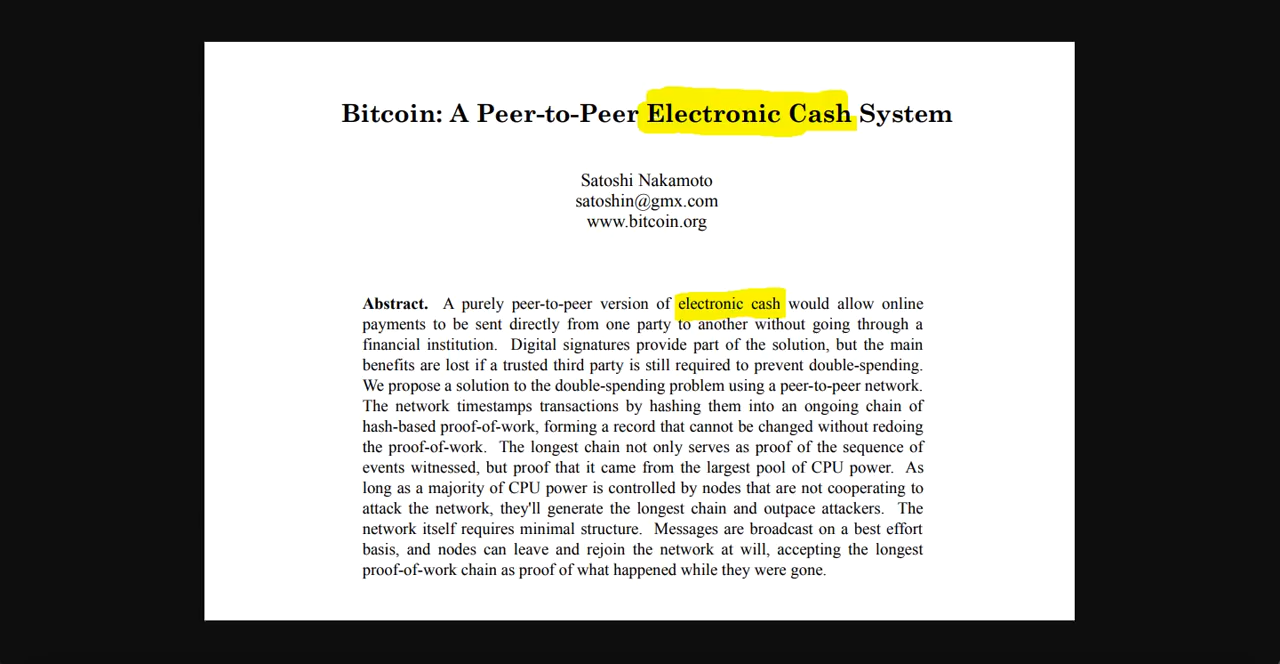 Bitcoin: A Peer-to-Peer Electronic Cash System
Satoshi Nakamoto
satoshin@gmx.com
www.bitcoin.org
Abstract. A purely peer-to-peer version of electronic cash would allow online
payments to be sent directly from one party to another without going through a
financial institution. Digital signatures provide part of the solution, but the main
benefits are lost if a trusted third party is still required to prevent double-spending.
We propose a solution to the double-spending problem using a peer-to-peer network.
The network timestamps transactions by hashing them into an ongoing chain of
hash-based proof-of-work, forming a record that cannot be changed without redoing
the proof-of-work. The longest chain not only serves as proof of the sequence of
events witnessed, but proof that it came from the largest pool of CPU power. As
long as a majority of CPU power is controlled by nodes that are not cooperating to
attack the network, they'll generate the longest chain and outpace attackers. The
network itself requires minimal structure. Messages are broadcast on a best effort
basis, and nodes can leave and rejoin the network at will, accepting the longest
proof-of-work chain as proof of what happened while they were gone.